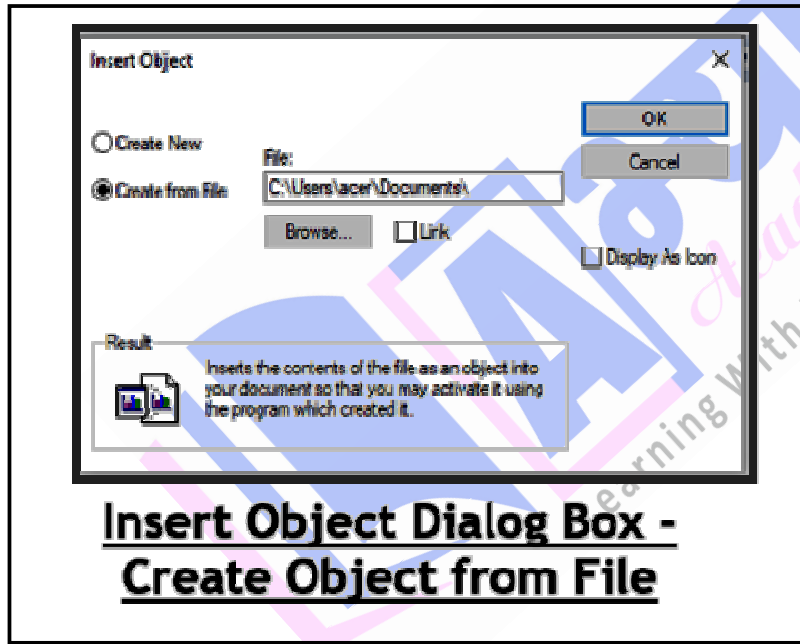 Insert Object
Create New
Create from File
File:
C:\Users\acer\Documents\
Browse...
Link
OK
Cancel
Display As Icon
Result
Inserts the contents of the file as an object into
your document so that you may activate it using
the program which created it.
earning With
Insert Object Dialog Box -
Create Object from File